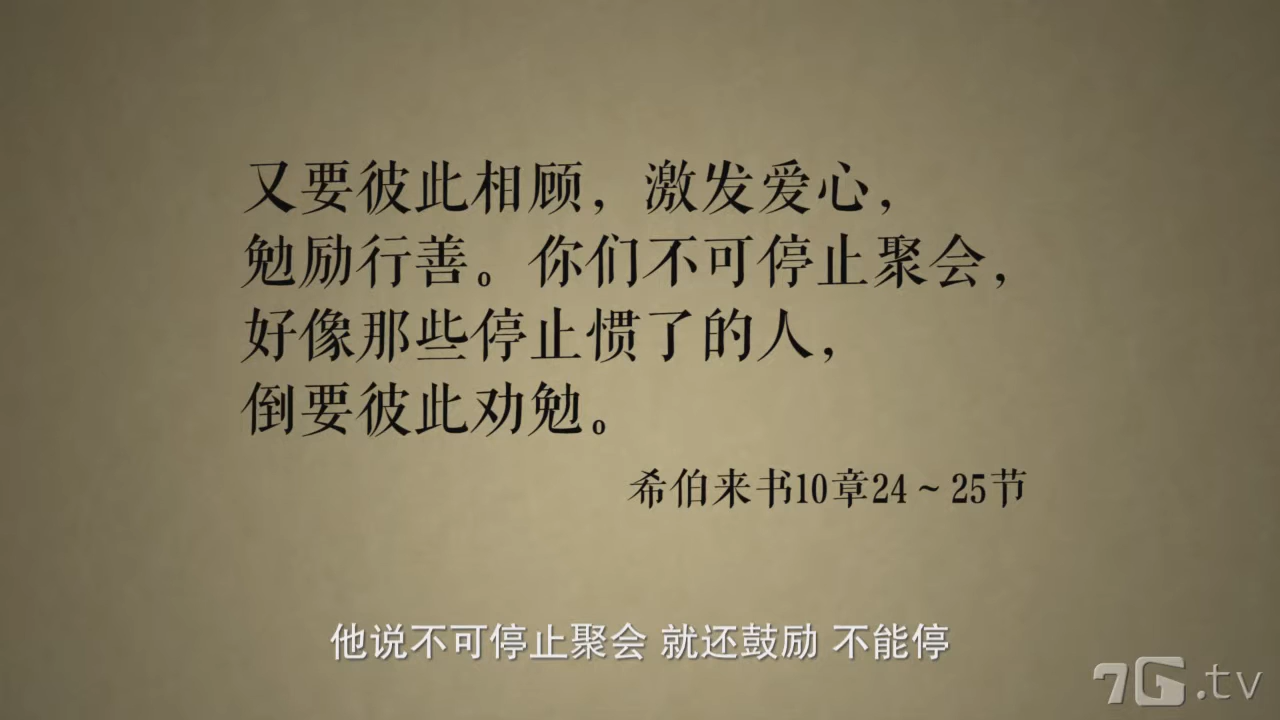 又要彼此相顾，激发爱心，
勉励行善。你们不可停止聚会，
好像那些停止惯了的人，
倒要彼此劝勉。
希伯来书10章24～25节
他说不可停止聚会 就还鼓励 不能停
7G.tv